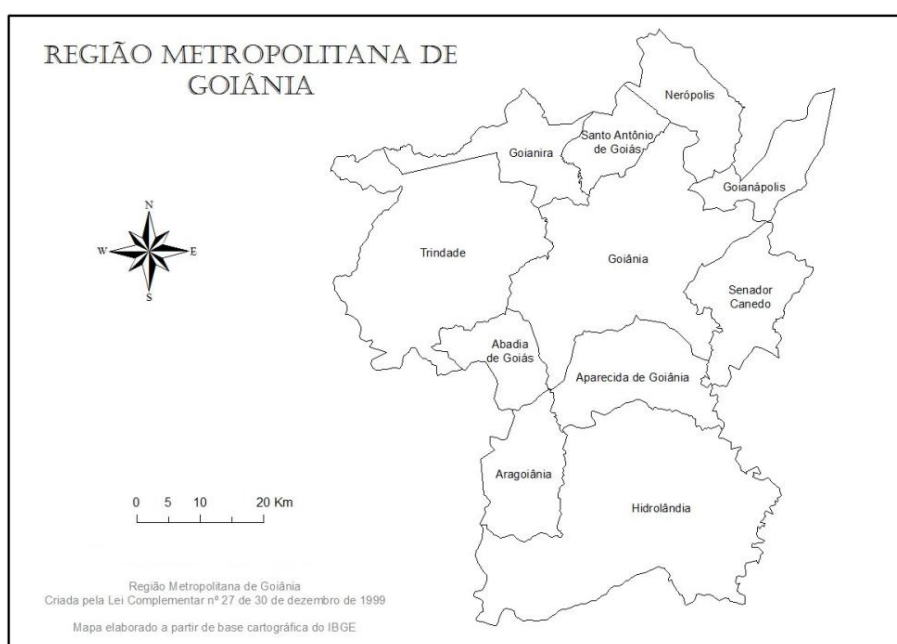 REGIÃO METROPOLITANA DE
GOIÂNIA
Nerópolis
Santo Antônio
de Goiás
Goianira
Goianápolis
N
W
E
S
Trindade
Goiânia
Senador
Canedo
Abadia
de Goiás
Aparecida de Goiânia
Aragoiânia
Hidrolândia
0 5 10 20 Km
Região Metropolitana de Goiânia
Criada pela Lei Complementar nº 27 de 30 de dezembro de 1999
Mapa elaborado a partir de base cartográfica do IBGE